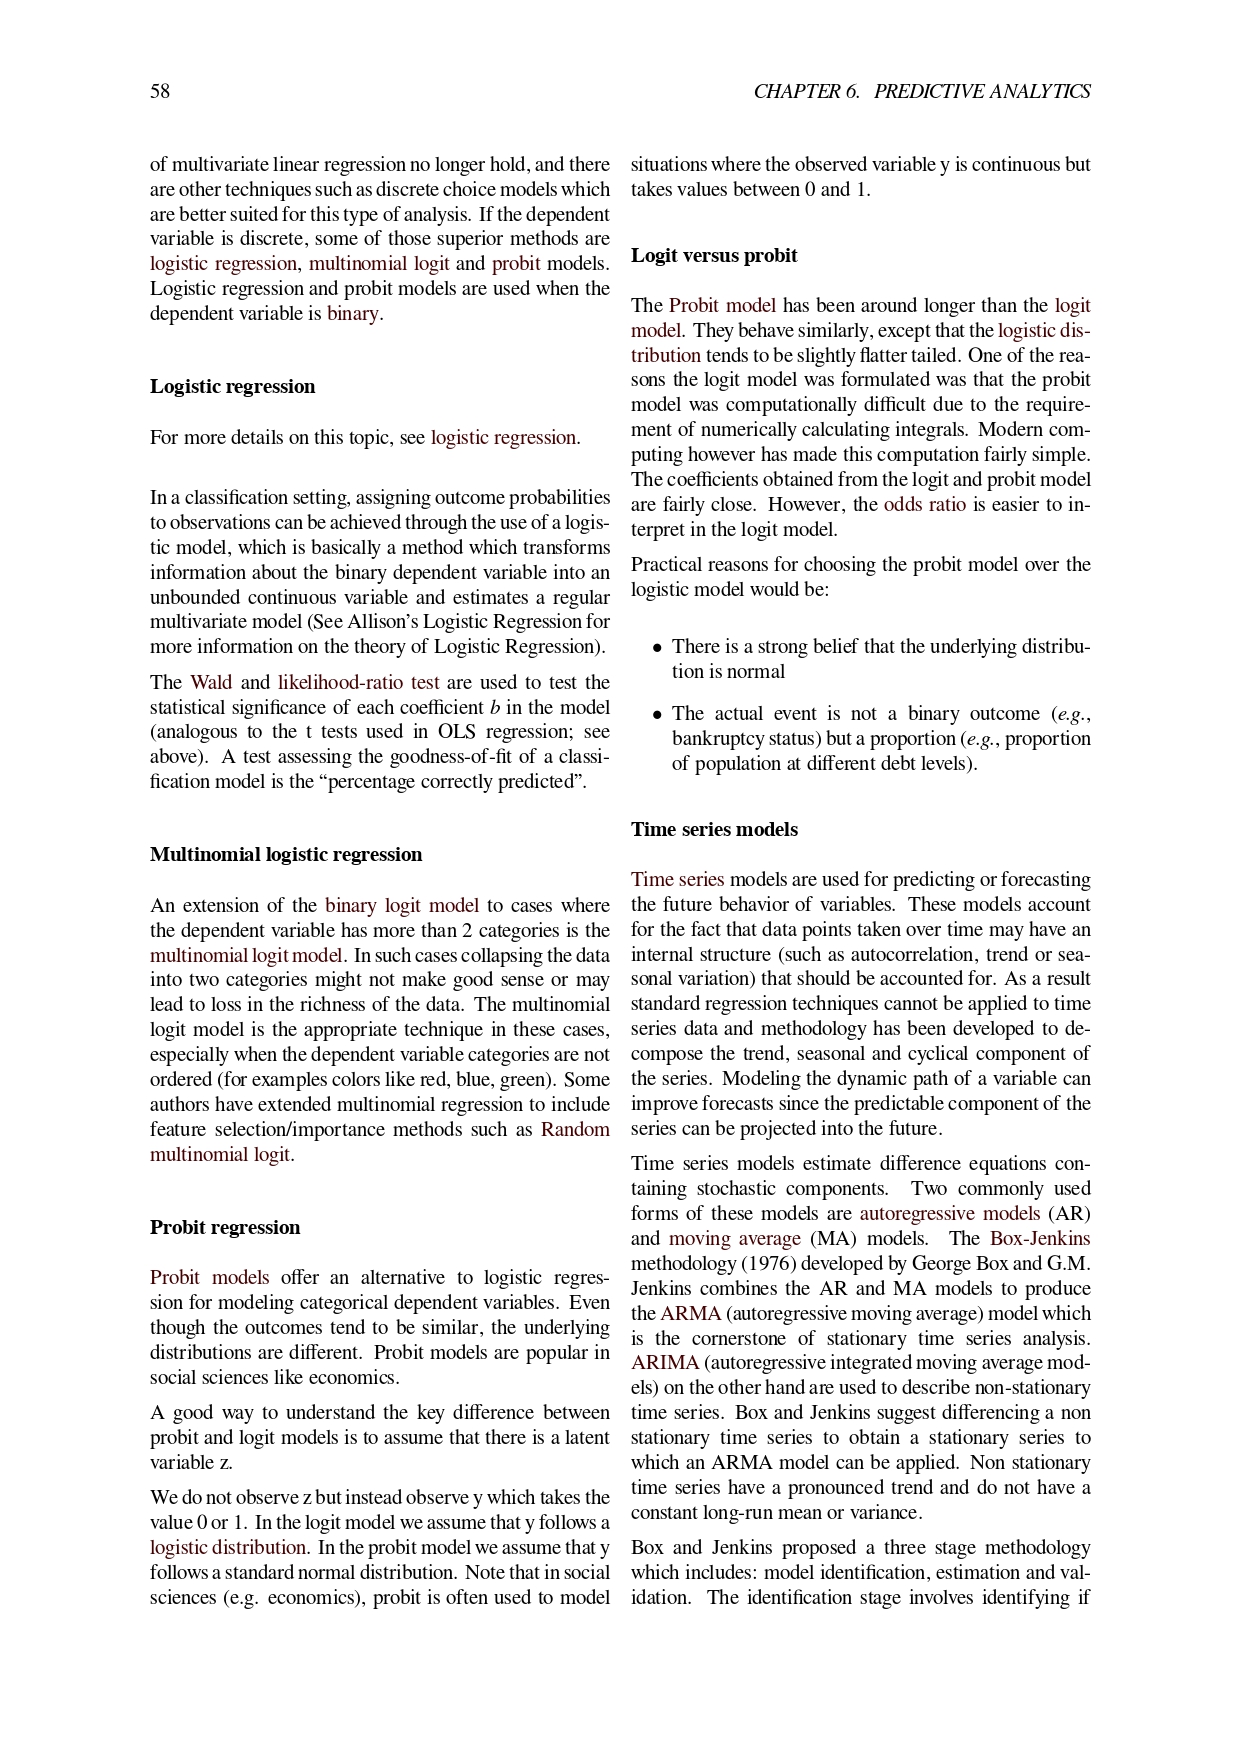 58
CHAPTER 6. PREDICTIVE ANALYTICS
of multivariate linear regression no longer hold, and there
are other techniques such as discrete choice models which
are better suited for this type of analysis. If the dependent
variable is discrete, some of those superior methods are
logistic regression, multinomial logit and probit models.
Logistic regression and probit models are used when the
dependent variable is binary.
Logistic regression
For more details on this topic, see logistic regression.
In a classification setting, assigning outcome probabilities
to observations can be achieved through the use of a logis-
tic model, which is basically a method which transforms
information about the binary dependent variable into an
unbounded continuous variable and estimates a regular
multivariate model (See Allison’s Logistic Regression for
more information on the theory of Logistic Regression).
The Wald and likelihood-ratio test are used to test the
statistical significance of each coefficient b in the model
(analogous to the t tests used in OLS regression; see
above). A test assessing the goodness-of-fit of a classi-
fication model is the “percentage correctly predicted”.
Multinomial logistic regression
An extension of the binary logit model to cases where
the dependent variable has more than 2 categories is the
multinomial logit model. In such cases collapsing the data
into two categories might not make good sense or may
lead to loss in the richness of the data. The multinomial
logit model is the appropriate technique in these cases,
especially when the dependent variable categories are not
ordered (for examples colors like red, blue, green). Some
authors have extended multinomial regression to include
feature selection/importance methods such as Random
multinomial logit.
Probit regression
Probit models offer an alternative to logistic regres-
sion for modeling categorical dependent variables. Even
though the outcomes tend to be similar, the underlying
distributions are different. Probit models are popular in
social sciences like economics.
A good way to understand the key difference between
probit and logit models is to assume that there is a latent
variable z.
We do not observe z but instead observe y which takes the
value 0 or 1. In the logit model we assume that y follows a
logistic distribution. In the probit model we assume that y
follows a standard normal distribution. Note that in social
sciences (e.g. economics), probit is often used to model
situations where the observed variable y is continuous but
takes values between 0 and 1.
Logit versus probit
The Probit model has been around longer than the logit
model. They behave similarly, except that the logistic dis-
tribution tends to be slightly flatter tailed. One of the rea-
sons the logit model was formulated was that the probit
model was computationally difficult due to the require-
ment of numerically calculating integrals. Modern com-
puting however has made this computation fairly simple.
The coefficients obtained from the logit and probit model
are fairly close. However, the odds ratio is easier to in-
terpret in the logit model.
Practical reasons for choosing the probit model over the
logistic model would be:
• There is a strong belief that the underlying distribu-
tion is normal
• The actual event is not a binary outcome (e.g.,
bankruptcy status) but a proportion (e.g., proportion
of population at different debt levels).
Time series models
Time series models are used for predicting or forecasting
the future behavior of variables. These models account
for the fact that data points taken over time may have an
internal structure (such as autocorrelation, trend or sea-
sonal variation) that should be accounted for. As a result
standard regression techniques cannot be applied to time
series data and methodology has been developed to de-
compose the trend, seasonal and cyclical component of
the series. Modeling the dynamic path of a variable can
improve forecasts since the predictable component of the
series can be projected into the future.
Time series models estimate difference equations con-
taining stochastic components. Two commonly used
forms of these models are autoregressive models (AR)
and moving average (MA) models. The Box-Jenkins
methodology (1976) developed by George Box and G.M.
Jenkins combines the AR and MA models to produce
the ARMA (autoregressive moving average) model which
is the cornerstone of stationary time series analysis.
ARIMA (autoregressive integrated moving average mod-
els) on the other hand are used to describe non-stationary
time series. Box and Jenkins suggest differencing a non
stationary time series to obtain a stationary series to
which an ARMA model can be applied. Non stationary
time series have a pronounced trend and do not have a
constant long-run mean or variance.
Box and Jenkins proposed a three stage methodology
which includes: model identification, estimation and val-
idation. The identification stage involves identifying if